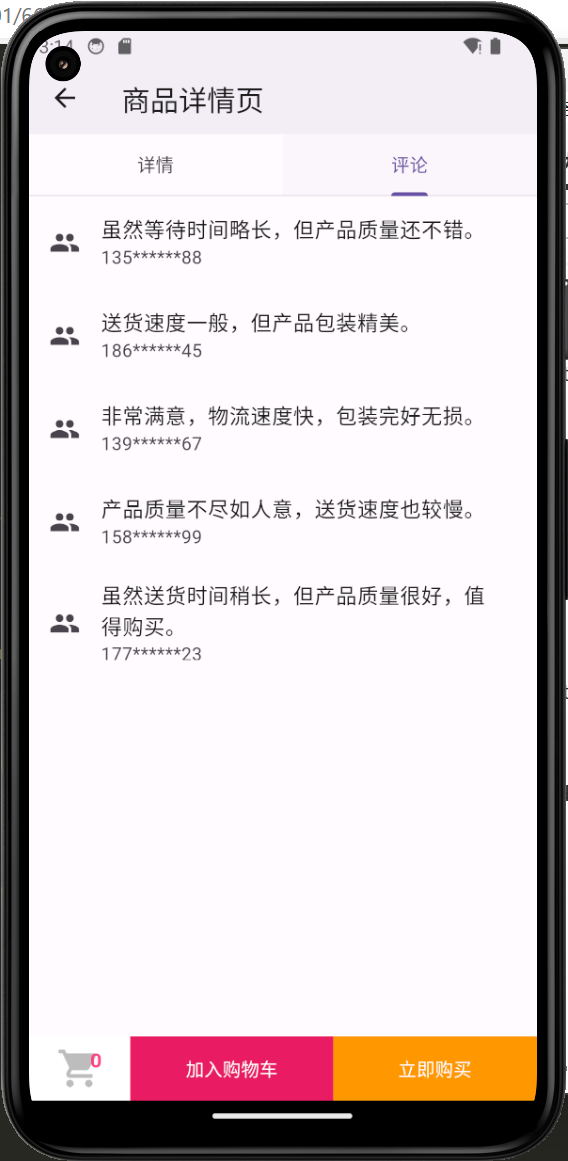 3:14
商品详情页
详情
评论
虽然等待时间略长，但产品质量还不错。
135******88
送货速度一般，但产品包装精美。
186******45
非常满意，物流速度快，包装完好无损。
139******67
产品质量不尽如人意，送货速度也较慢。
158******99
虽然送货时间稍长，但产品质量很好，值
得购买。
177******23
0
加入购物车
立即购买